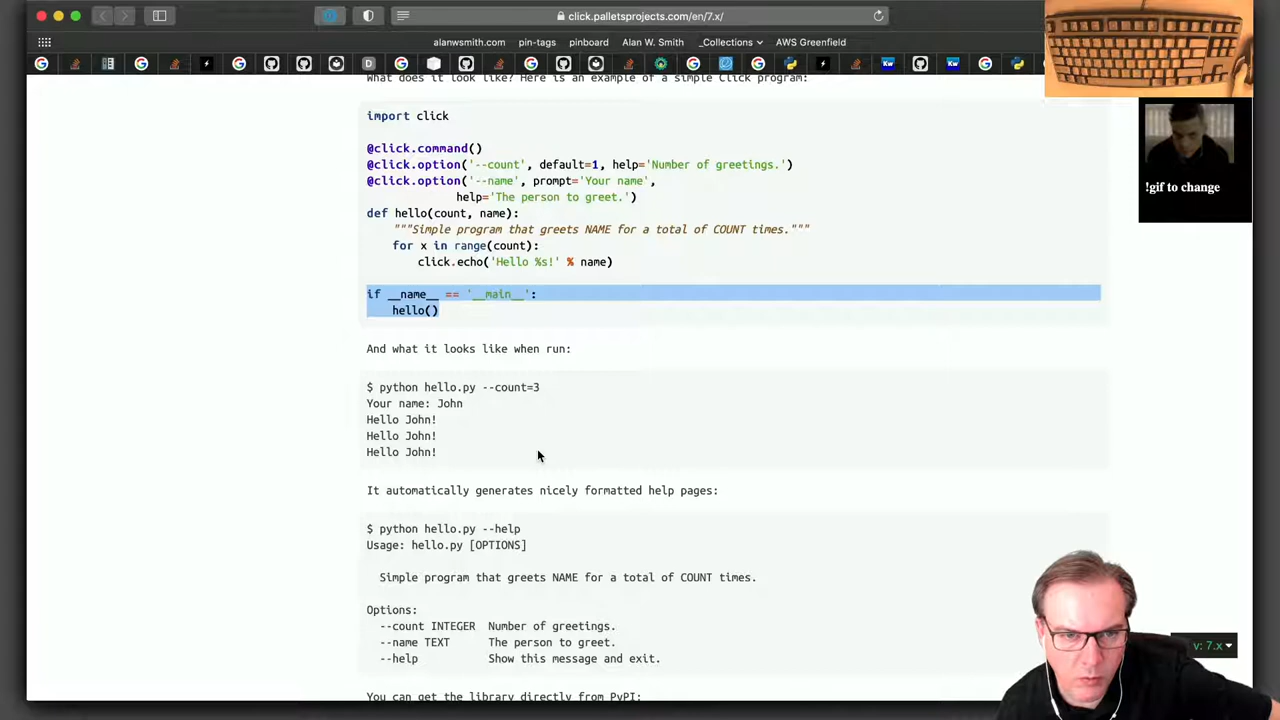 click.palletsprojects.com/en/7.x/
alanwsmith.com pin-tags pinboard Alan W. Smith _Collections AWS Greenfield
What does it look like? Here is an example of a simple Click program:
import click
@click.command()
@click.option('--count', default=1, help='Number of greetings.')
@click.option('--name', prompt='Your name',
help='The person to greet.')
def hello(count, name):
"""Simple program that greets NAME for a total of COUNT times."""
for x in range(count):
click.echo('Hello %s!' % name)
if __name__ == '__main__':
hello()
And what it looks like when run:
$ python hello.py --count=3
Your name: John
Hello John!
Hello John!
Hello John!
It automatically generates nicely formatted help pages:
$ python hello.py --help
Usage: hello.py [OPTIONS]
Simple program that greets NAME for a total of COUNT times.
Options:
--count INTEGER Number of greetings.
--name TEXT The person to greet.
--help Show this message and exit.
You can get the library directly from PyPI:
!gif to change
v: 7.x